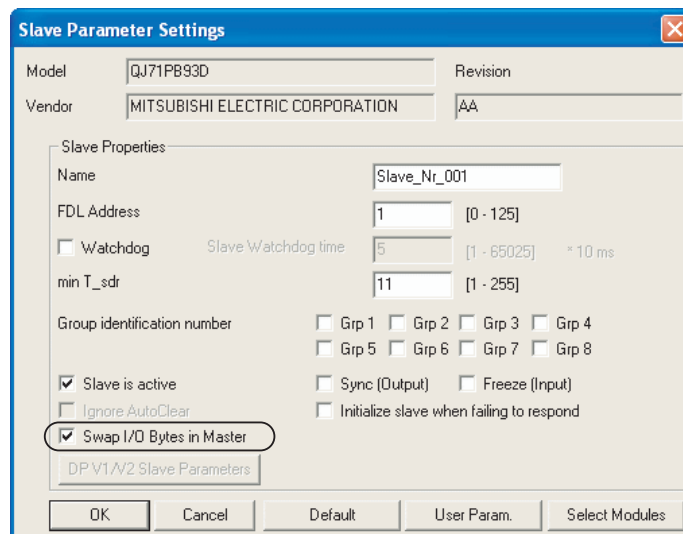 Slave Parameter Settings
Model QJ71PB93D Revision
Vendor MITSUBISHI ELECTRIC CORPORATION AA
Slave Properties
Name Slave_Nr_001
FDL Address 1 [0 - 125]
Watchdog Slave Watchdog time 5 [1 - 65025] * 10 ms
min T_sdr 11 [1 - 255]
Group identification number Grp 1 Grp 2 Grp 3 Grp 4
Grp 5 Grp 6 Grp 7 Grp 8
Slave is active Sync (Output) Freeze (Input)
Ignore AutoClear Initialize slave when failing to respond
Swap I/O Bytes in Master
DP V1/V2 Slave Parameters
OK Cancel Default User Param. Select Modules